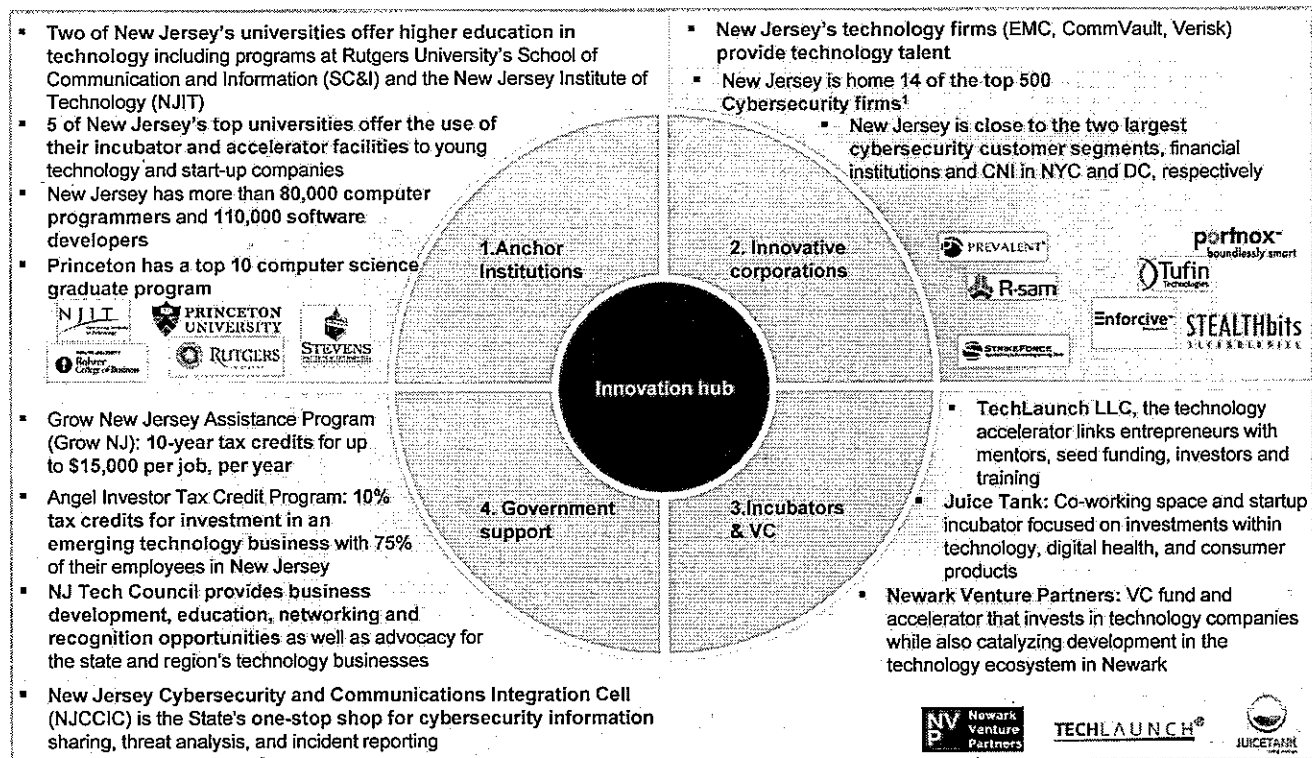 ▪ Two of New Jersey's universities offer higher education in
technology including programs at Rutgers University's School of
Communication and Information (SC&I) and the New Jersey Institute of
Technology (NJIT)
▪ 5 of New Jersey's top universities offer the use of
their incubator and accelerator facilities to young
technology and start-up companies
▪ New Jersey has more than 80,000 computer
programmers and 110,000 software
developers
▪ Princeton has a top 10 computer science
graduate program
NJIT
PRINCETON
UNIVERSITY
STEVENS
Rohrer
College of Business
RUTGERS
1.Anchor
Institutions
▪ New Jersey's technology firms (EMC, CommVault, Verisk)
provide technology talent
▪ New Jersey is home 14 of the top 500
Cybersecurity firms¹
▪ New Jersey is close to the two largest
cybersecurity customer segments, financial
institutions and CNI in NYC and DC, respectively
2. Innovative
corporations
PREVALENT
portnox
boundlessly smart
R-sam
Tufin
Technologies
Enforcive
STEALTHbits
TECHNOLOGIES
STRIKEFORCE
Innovation hub
▪ Grow New Jersey Assistance Program
(Grow NJ): 10-year tax credits for up
to $15,000 per job, per year
▪ Angel Investor Tax Credit Program: 10%
tax credits for investment in an
emerging technology business with 75%
of their employees in New Jersey
▪ NJ Tech Council provides business
development, education, networking and
recognition opportunities as well as advocacy for
the state and region's technology businesses
▪ New Jersey Cybersecurity and Communications Integration Cell
(NJCCIC) is the State's one-stop shop for cybersecurity information
sharing, threat analysis, and incident reporting
4. Government
support
3.Incubators
& VC
▪ TechLaunch LLC, the technology
accelerator links entrepreneurs with
mentors, seed funding, investors and
training
▪ Juice Tank: Co-working space and startup
incubator focused on investments within
technology, digital health, and consumer
products
▪ Newark Venture Partners: VC fund and
accelerator that invests in technology companies
while also catalyzing development in the
technology ecosystem in Newark
NVP Newark
Venture
Partners
TECHLAUNCH®
JUICETANK